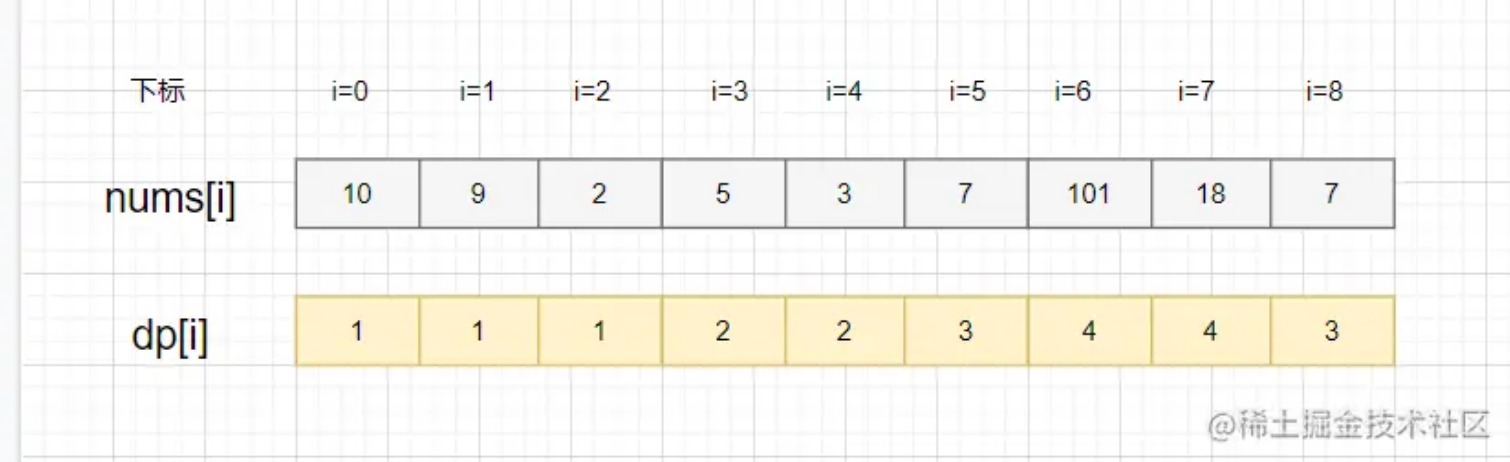 下标 i=0 i=1 i=2 i=3 i=4 i=5 i=6 i=7 i=8
nums[i] 10 9 2 5 3 7 101 18 7
dp[i] 1 1 1 2 2 3 4 4 3
@稀土掘金技术社区